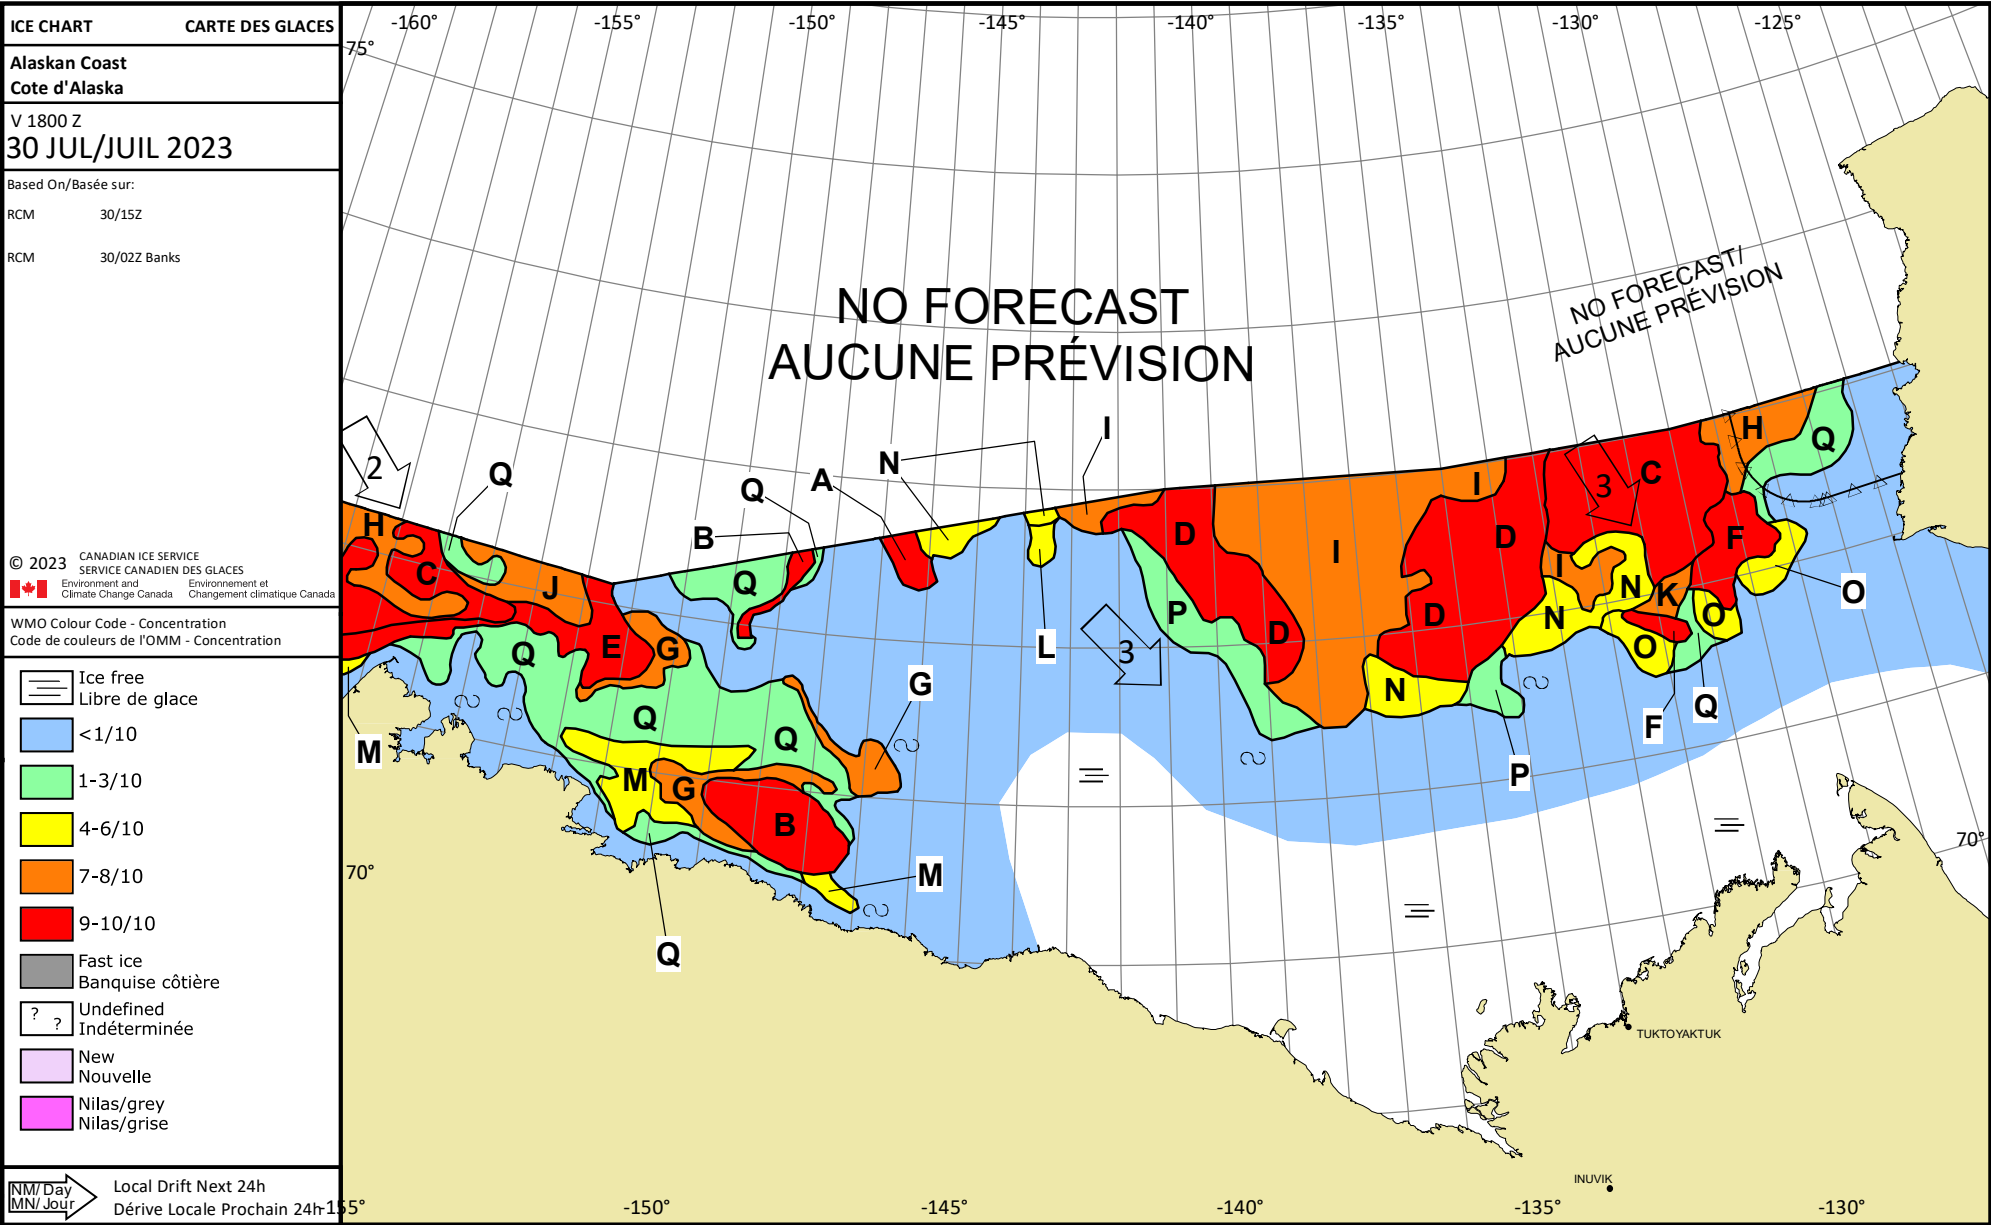 ICE CHART CARTE DES GLACES
Alaskan Coast
Cote d'Alaska
V 1800 Z
30 JUL/JUIL 2023
Based On/Basée sur:
RCM 30/15Z
RCM 30/02Z Banks
© 2023 CANADIAN ICE SERVICE
SERVICE CANADIEN DES GLACES
Environment and Climate Change Canada
Environnement et Changement climatique Canada
WMO Colour Code - Concentration
Code de couleurs de l'OMM - Concentration
Ice free
Libre de glace
<1/10
1-3/10
4-6/10
7-8/10
9-10/10
Fast ice
Banquise côtière
? ?
Undefined
Indéterminée
New
Nouvelle
Nilas/grey
Nilas/grise
NM/Day
MN/Jour
Local Drift Next 24h
Dérive Locale Prochain 24h
-160° -155° -150° -145° -140° -135° -130° -125°
75°
NO FORECAST
AUCUNE PRÉVISION
NO FORECAST/
AUCUNE PRÉVISION
2
Q
Q
A
N
I
B
H
C
J
Q
E
G
Q
Q
Q
M
M
G
B
G
M
Q
L
3
D
P
D
I
I
D
D
N
P
3
C
H
Q
F
I
N
N
K
O
O
O
F
Q
70°
70°
TUKTOYAKTUK
INUVIK
-155° -150° -145° -140° -135° -130°